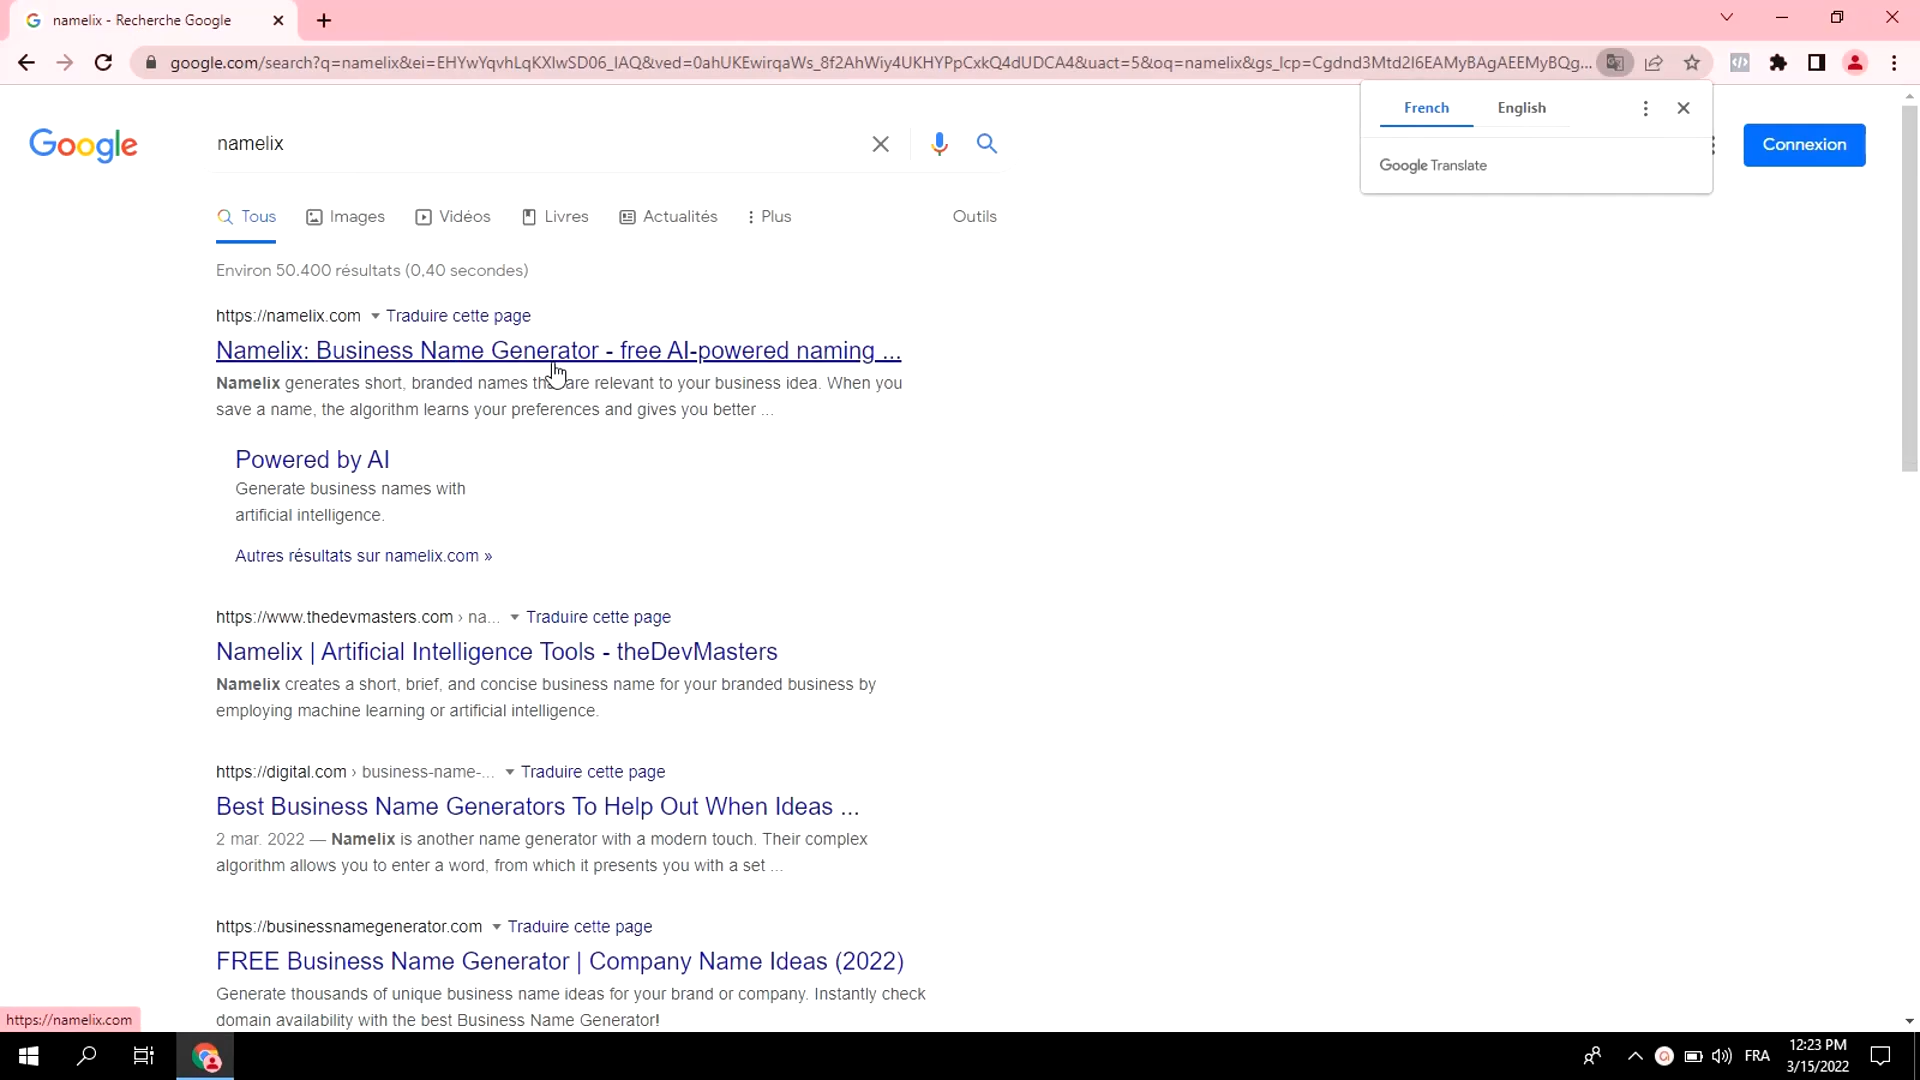 namelix - Recherche Google
google.com/search?q=namelix&ei=EHYwYqvhLqKXlwSD06_IAQ&ved=0ahUKEwirqaWs_8f2AhWiy4UKHYPpCxkQ4dUDCA4&uact=5&oq=namelix&gs_lcp=Cgdnd3Mtd2l6EAMyBAgAEEMyBQg...
French English
Google Translate
Google namelix Connexion
Tous Images Vidéos Livres Actualités Plus Outils
Environ 50.400 résultats (0,40 secondes)
https://namelix.com Traduire cette page
Namelix: Business Name Generator - free AI-powered naming ...
Namelix generates short, branded names that are relevant to your business idea. When you
save a name, the algorithm learns your preferences and gives you better ...
Powered by AI
Generate business names with
artificial intelligence.
Autres résultats sur namelix.com »
https://www.thedevmasters.com › na... Traduire cette page
Namelix | Artificial Intelligence Tools - theDevMasters
Namelix creates a short, brief, and concise business name for your branded business by
employing machine learning or artificial intelligence.
https://digital.com › business-name-... Traduire cette page
Best Business Name Generators To Help Out When Ideas ...
2 mar. 2022 — Namelix is another name generator with a modern touch. Their complex
algorithm allows you to enter a word, from which it presents you with a set ...
https://businessnamegenerator.com Traduire cette page
FREE Business Name Generator | Company Name Ideas (2022)
Generate thousands of unique business name ideas for your brand or company. Instantly check
domain availability with the best Business Name Generator!
https://namelix.com
FRA
12:23 PM
3/15/2022